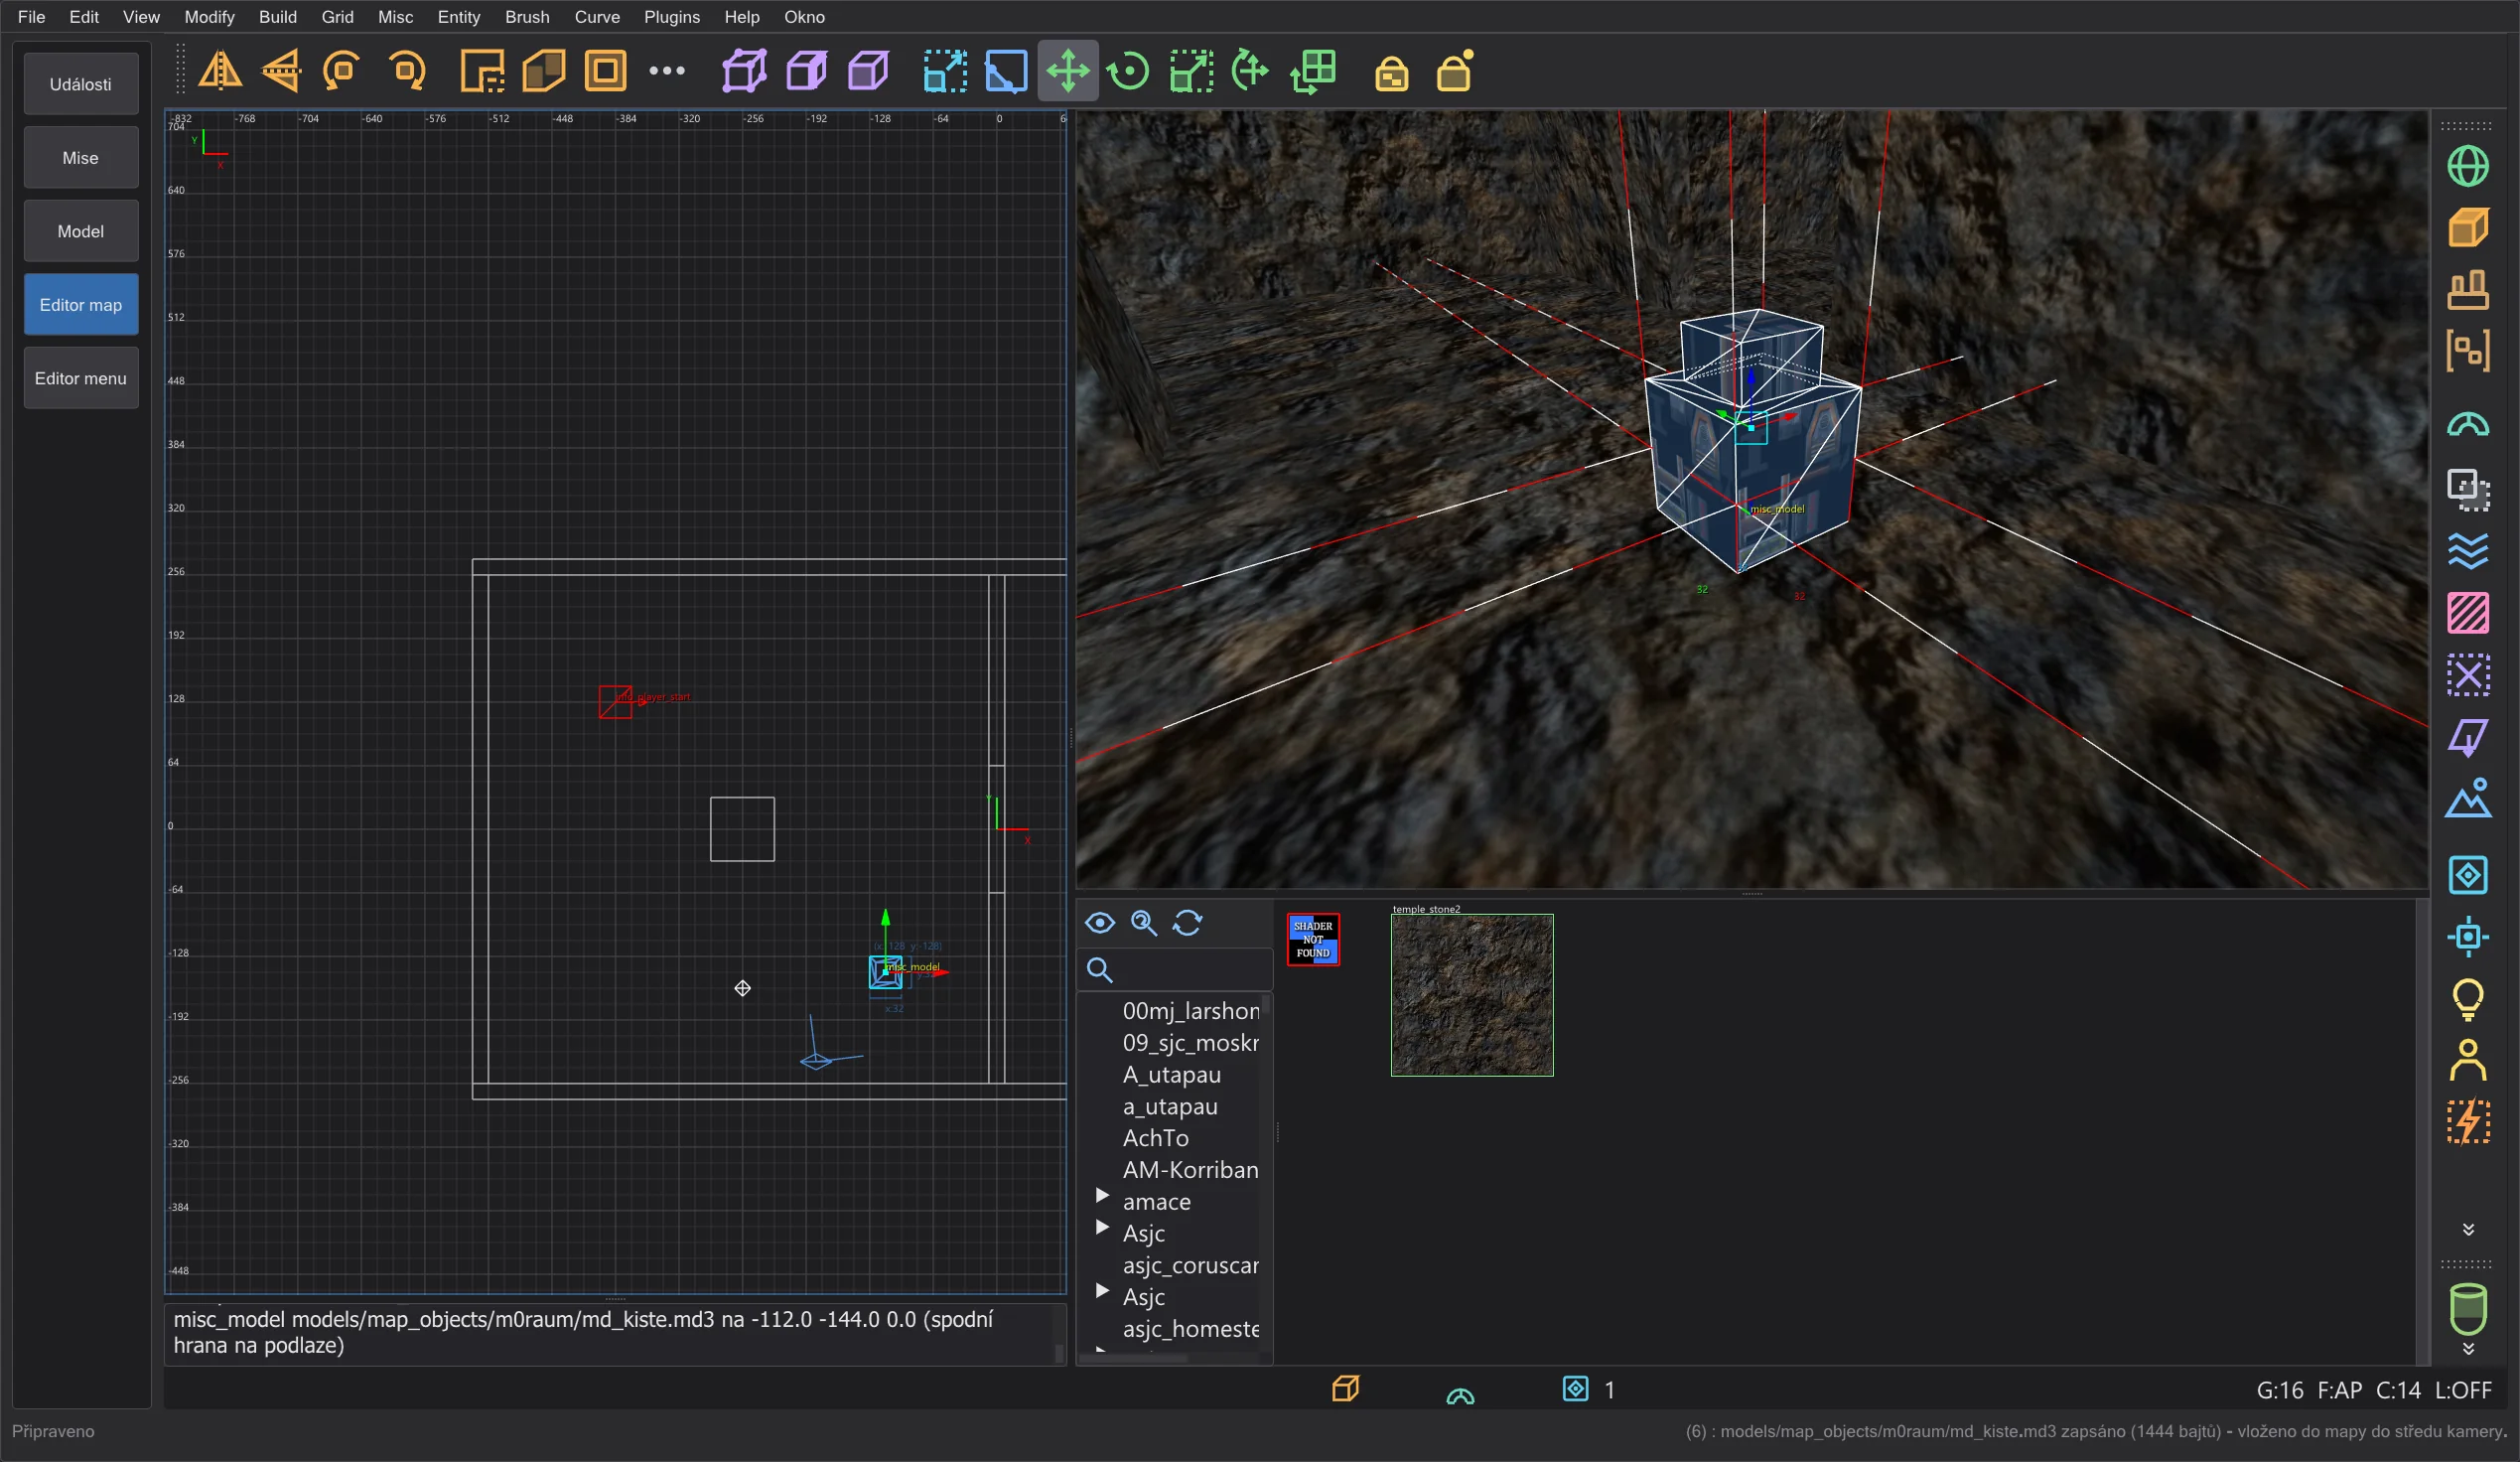 File Edit View Modify Build Grid Misc Entity Brush Curve Plugins Help Okno
Události
Mise
Model
Editor map
Editor menu
-832 -768 -704 -640 -576 -512 -448 -384 -320 -256 -192 -128 -64 0 6
704
Y
X
640
576
512
448
384
320
256
192
128
64
0
-64
-128
-192
-256
-320
-384
-448
info_player_start
Y
X
misc_model
x:32
misc_model
32
32
misc_model models/map_objects/m0raum/md_kiste.md3 na -112.0 -144.0 0.0 (spodní
hrana na podlaze)
00mj_larshon
09_sjc_moskr
A_utapau
a_utapau
AchTo
AM-Korriban
amace
Asjc
asjc_coruscar
Asjc
asjc_homeste
SHADER
NOT
FOUND
temple_stone2
1
G:16 F:AP C:14 L:OFF
Připraveno
(6) : models/map_objects/m0raum/md_kiste.md3 zapsáno (1444 bajtů) - vloženo do mapy do středu kamery.